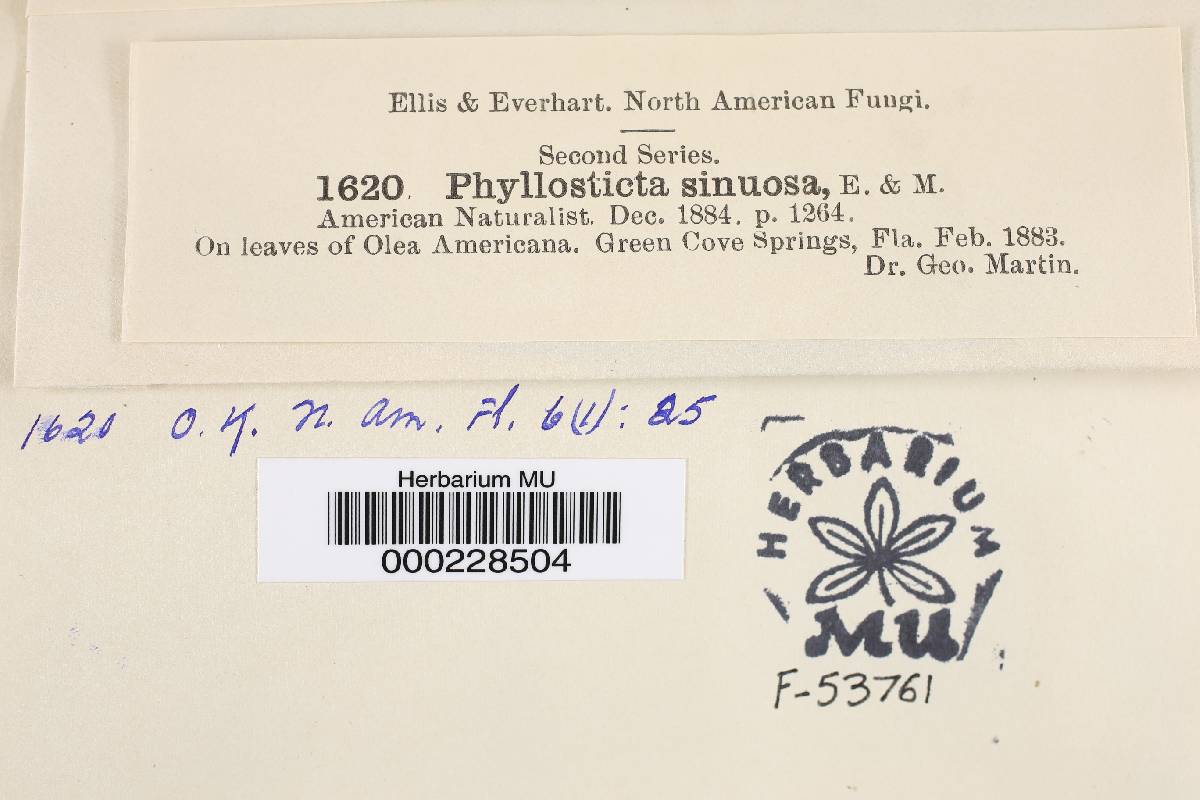 Ellis & Everhart. North American Fungi.
Second Series.
1620. Phyllosticta sinuosa, E. & M.
American Naturalist. Dec. 1884. p. 1264.
On leaves of Olea Americana. Green Cove Springs, Fla. Feb. 1883.
Dr. Geo. Martin.
1620 O.K. N. Am. Fl. 6(1): 25
Herbarium MU
000228504
HERBARIUM
MU
F-53761